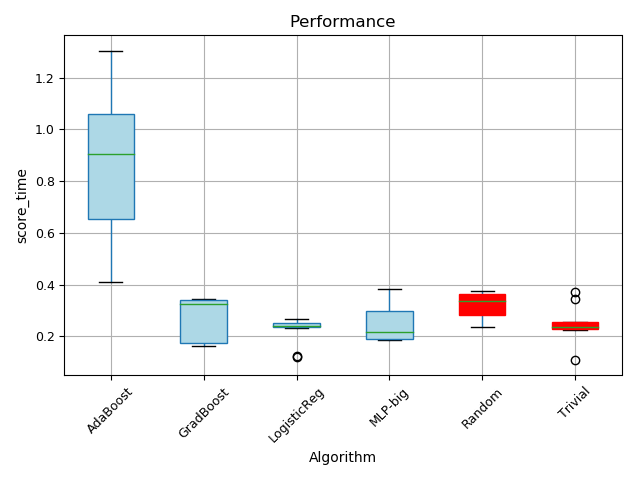 Performance
score_time
1.2
1.0
0.8
0.6
0.4
0.2
AdaBoost
GradBoost
LogisticReg
MLP-big
Random
Trivial
Algorithm